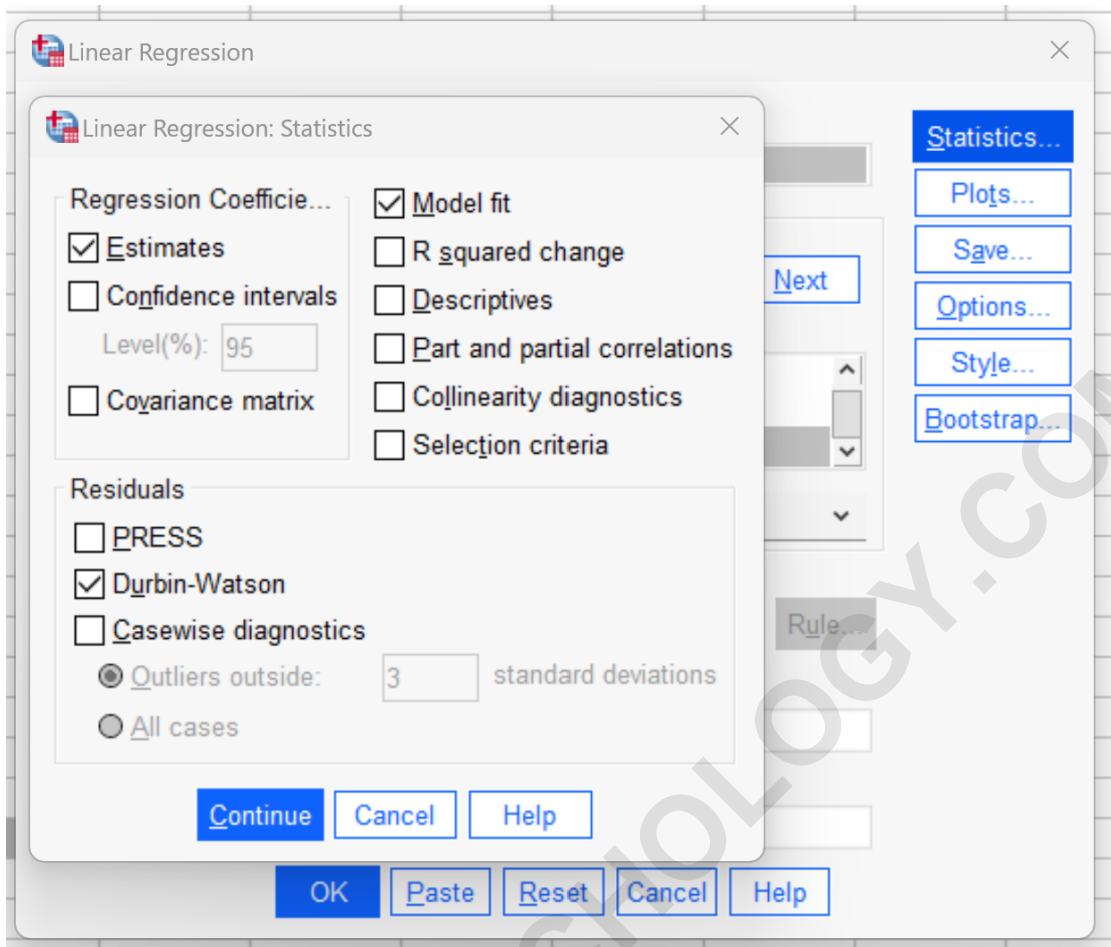 Linear Regression
Linear Regression: Statistics
Regression Coefficie...
Estimates
Confidence intervals
Level(%): 95
Covariance matrix
Model fit
R squared change
Descriptives
Part and partial correlations
Collinearity diagnostics
Selection criteria
Residuals
PRESS
Durbin-Watson
Casewise diagnostics
Outliers outside: 3 standard deviations
All cases
Continue Cancel Help
Statistics...
Plots...
Save...
Options...
Style...
Bootstrap...
Next
Rule...
OK Paste Reset Cancel Help
CHOLOGY.COM